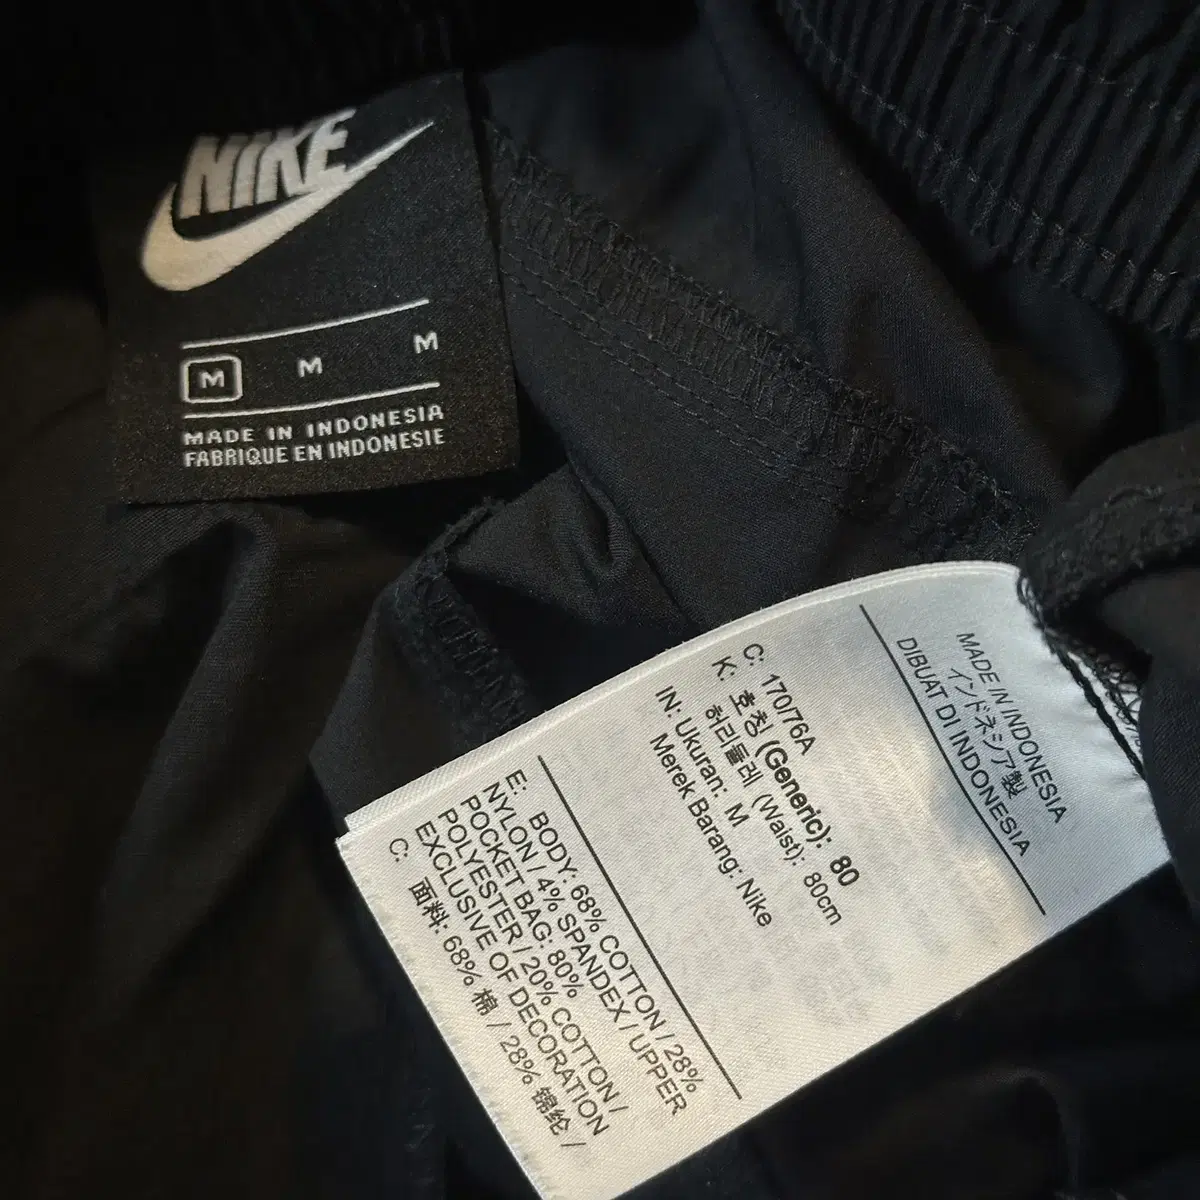 NIKE
M M M
MADE IN INDONESIA
FABRIQUÉ EN INDONESIE
MADE IN INDONESIA
インドネシア製
DIBUAT DI INDONESIA
C: 170/76A
K: 호칭 (Generic): 80
허리둘레 (Waist): 80cm
IN: Ukuran: M
Merek Barang: Nike
E: BODY: 68% COTTON / 28%
NYLON / 4% SPANDEX / UPPER
POCKET BAG: 80%
POLYESTER / 20% COTTON /
EXCLUSIVE OF DECORATION
C: 面料: 68% 棉 / 28% 锦纶 /